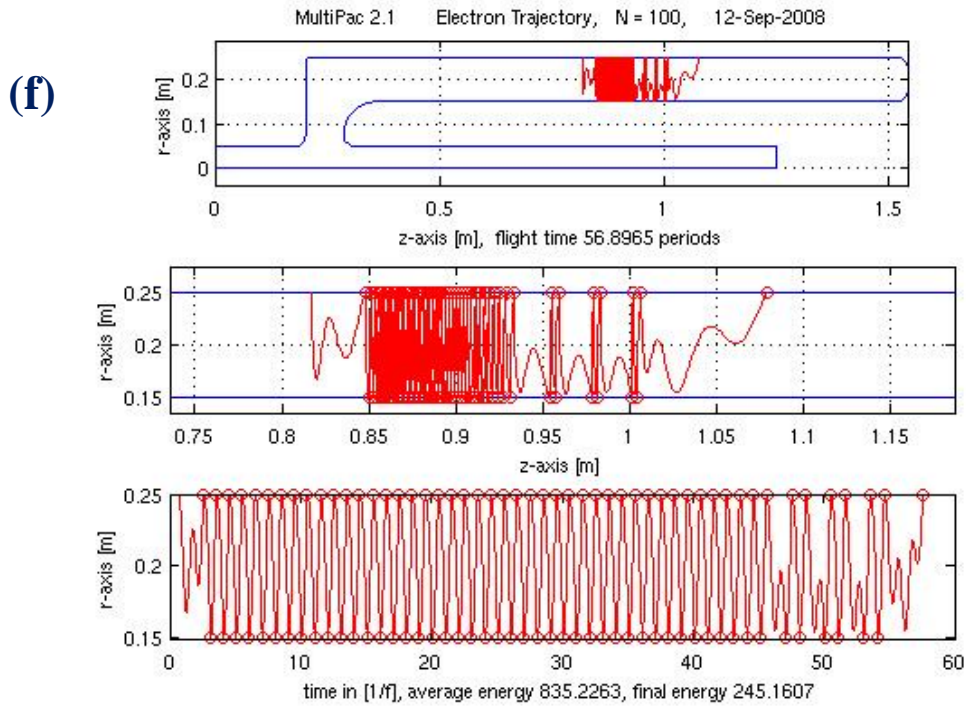 MultiPac 2.1 Electron Trajectory, N = 100, 12-Sep-2008
(f)
r-axis [m]
0.2
0.1
0
0 0.5 1 1.5
z-axis [m], flight time 56.8965 periods
r-axis [m]
0.25
0.2
0.15
0.75 0.8 0.85 0.9 0.95 1 1.05 1.1 1.15
z-axis [m]
r-axis [m]
0.25
0.2
0.15
0 10 20 30 40 50 60
time in [1/f], average energy 835.2263, final energy 245.1607